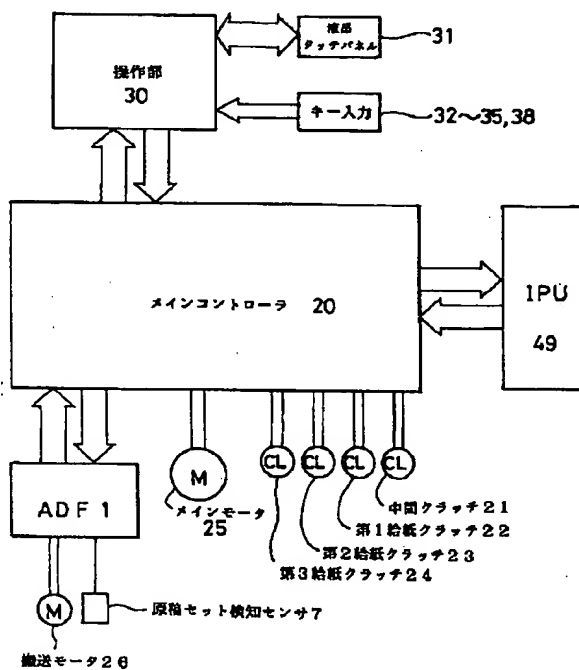 液晶
タッチパネル
31
操作部
30
キー入力
32～35,38
メインコントローラ 20
IPU
49
ADF1
M
メインモータ
25
CL
CL
CL
CL
中間クラッチ21
第1給紙クラッチ22
第2給紙クラッチ23
第3給紙クラッチ24
M
原稿セット検知センサ7
搬送モータ26